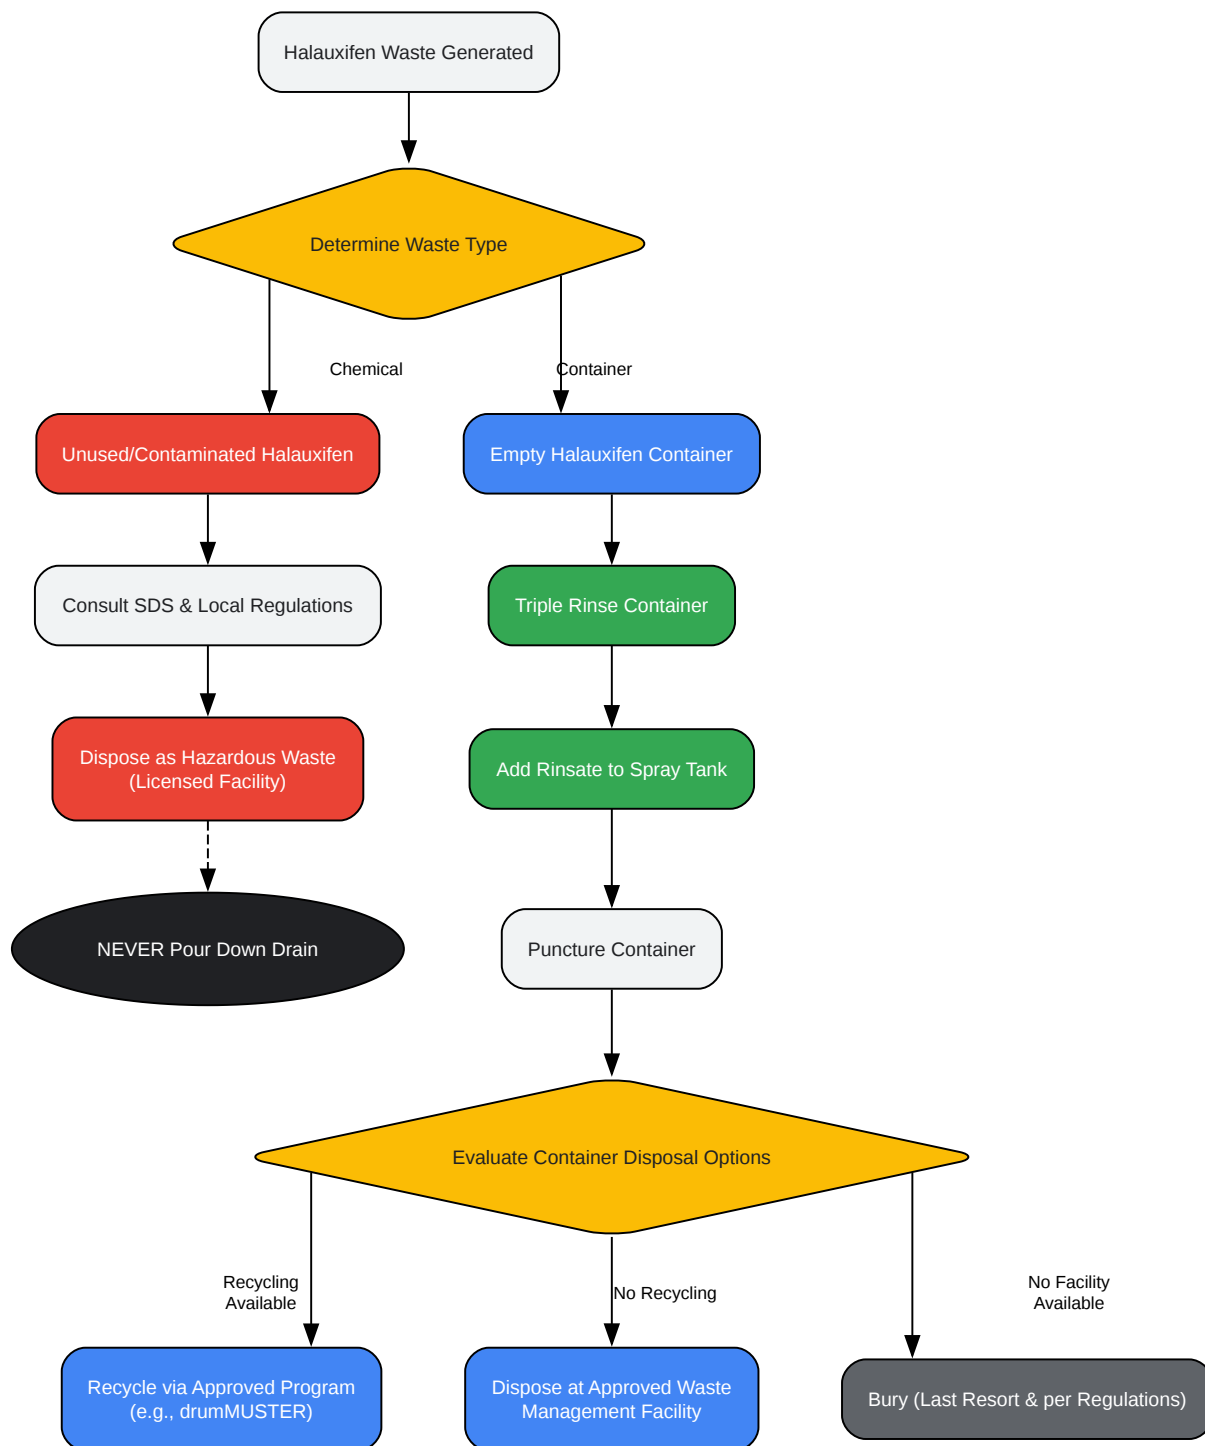 Halauxifen Waste Generated
Determine Waste Type
Chemical
Container
Unused/Contaminated Halauxifen
Empty Halauxifen Container
Consult SDS & Local Regulations
Triple Rinse Container
Dispose as Hazardous Waste
(Licensed Facility)
Add Rinsate to Spray Tank
NEVER Pour Down Drain
Puncture Container
Evaluate Container Disposal Options
Recycling
Available
No Recycling
No Facility
Available
Recycle via Approved Program
(e.g., drumMUSTER)
Dispose at Approved Waste
Management Facility
Bury (Last Resort & per Regulations)